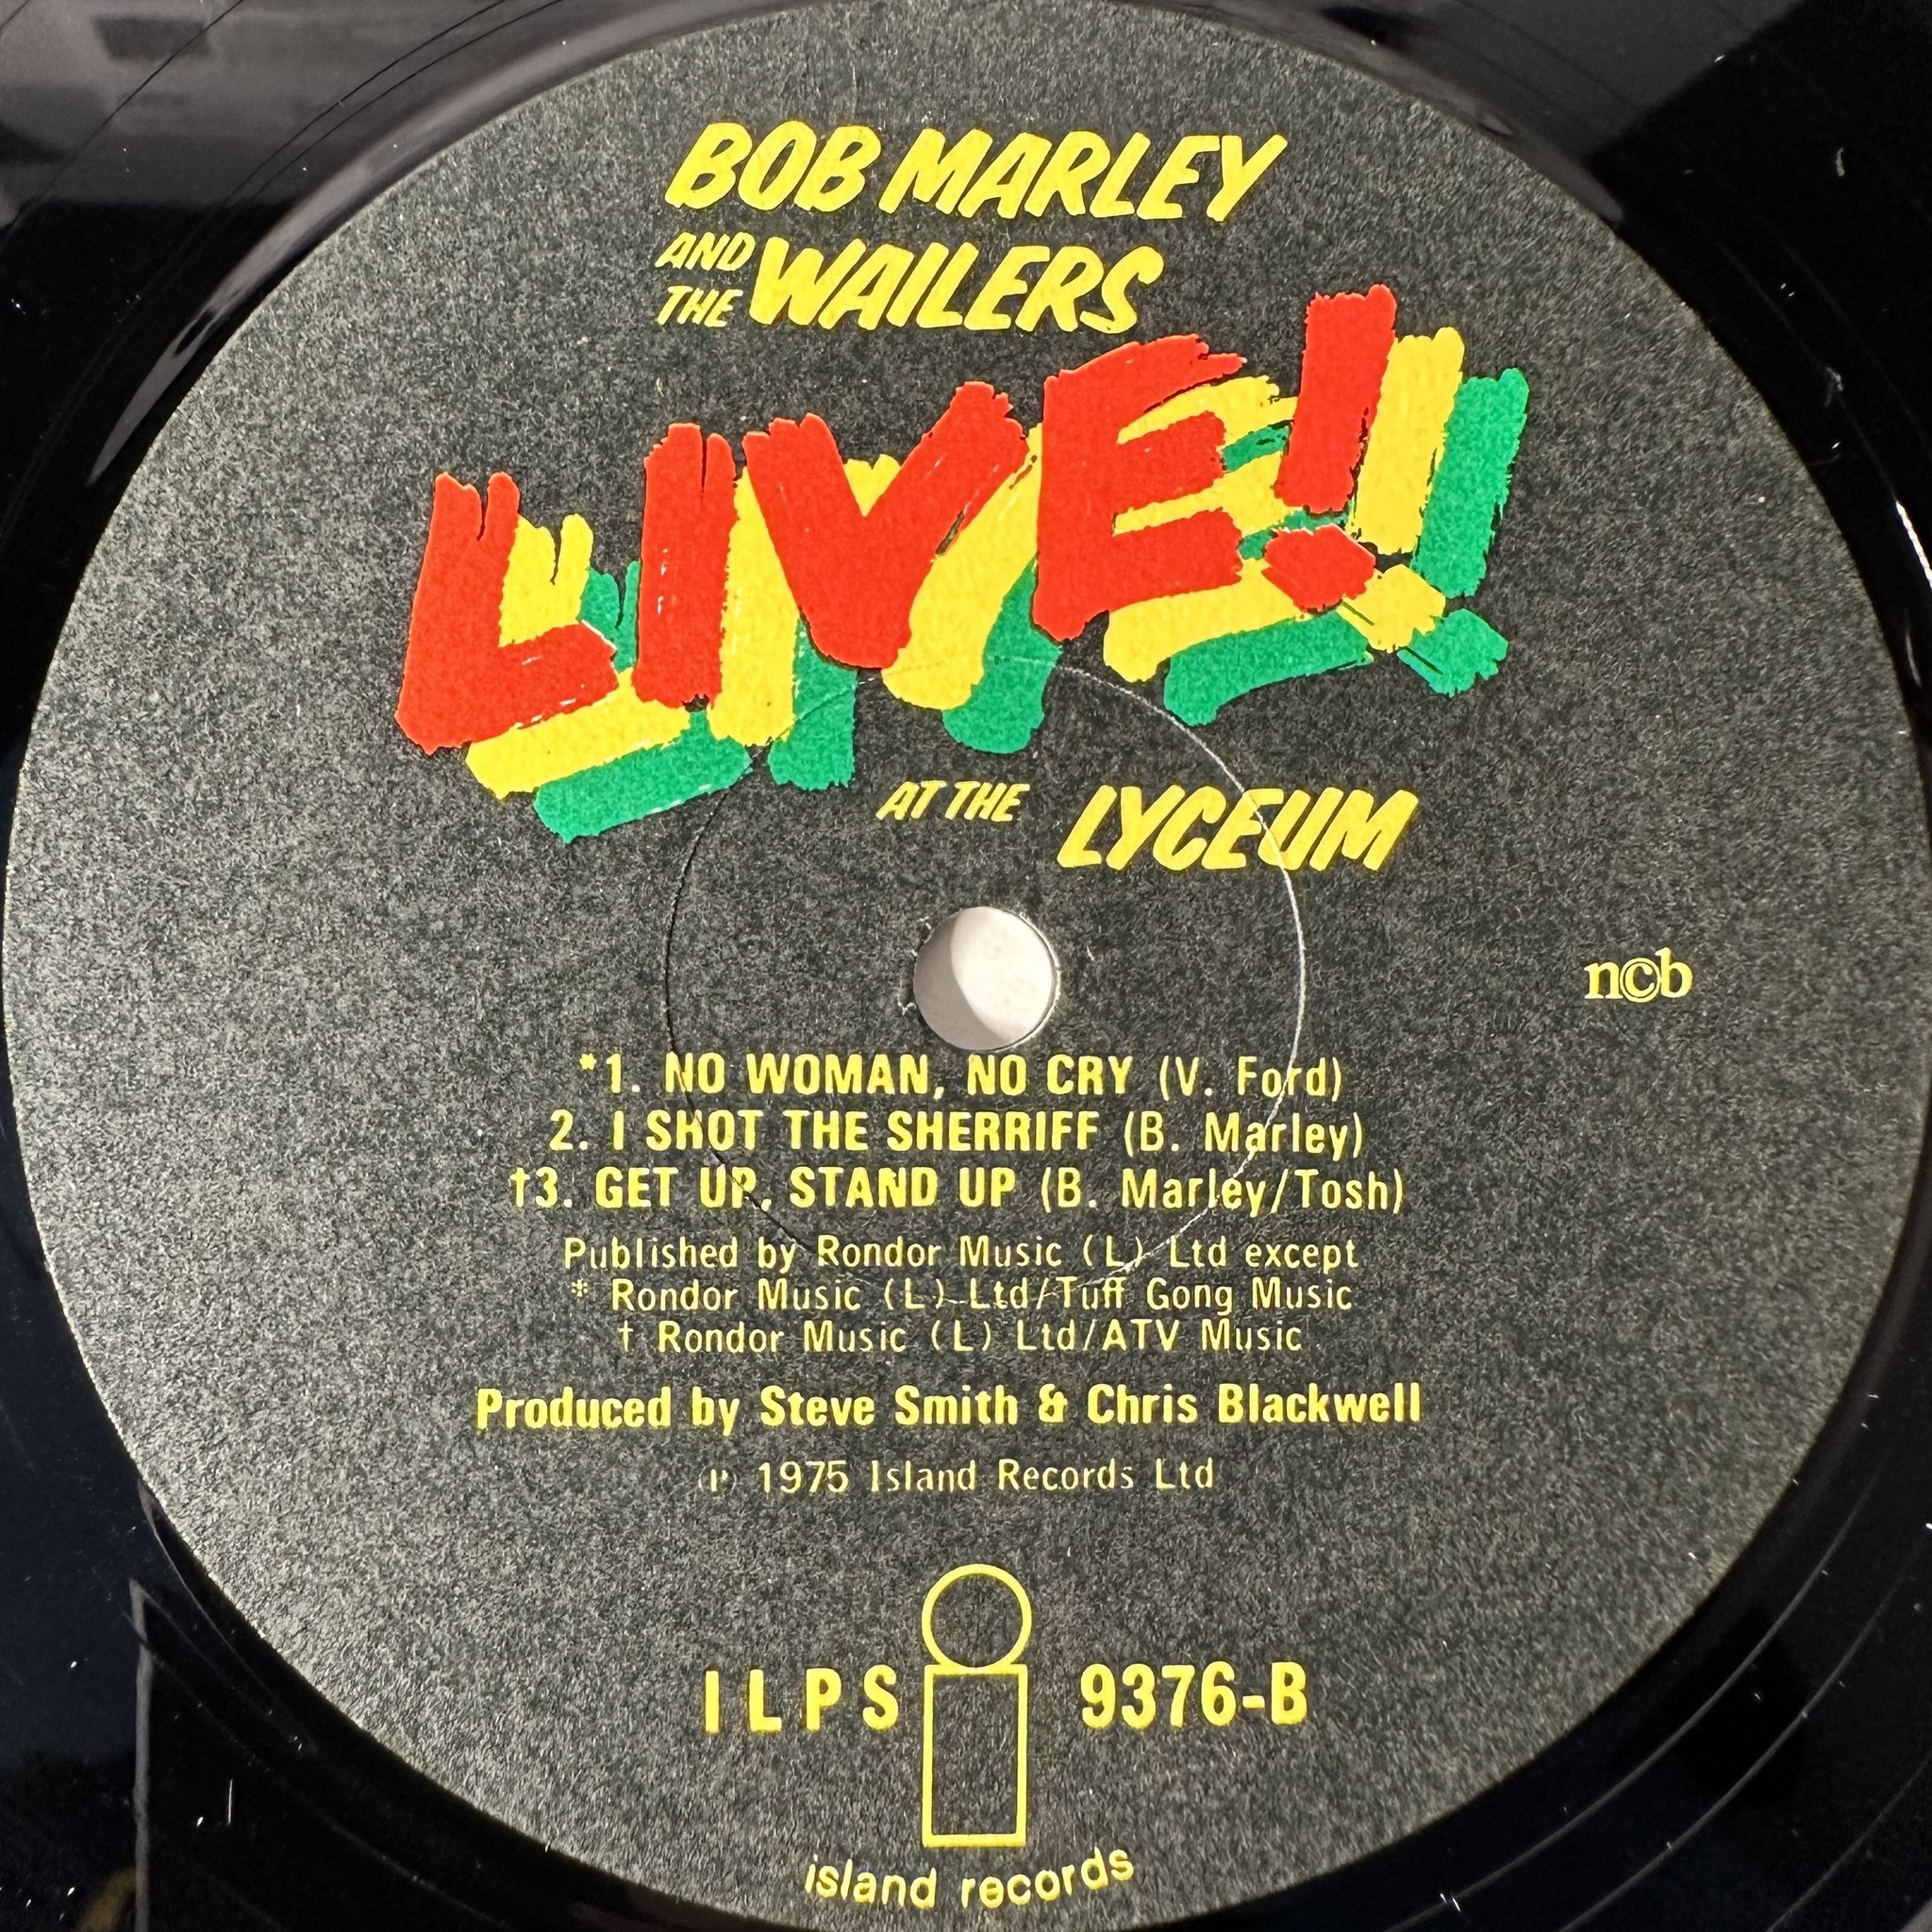 BOB MARLEY
AND THE WAILERS
LIVE!
AT THE LYCEUM
n©b
*1. NO WOMAN, NO CRY (V. Ford)
2. I SHOT THE SHERRIFF (B. Marley)
†3. GET UP, STAND UP (B. Marley/Tosh)
Published by Rondor Music (L) Ltd except
* Rondor Music (L) Ltd/Tuff Gong Music
† Rondor Music (L) Ltd/ATV Music
Produced by Steve Smith & Chris Blackwell
℗ 1975 Island Records Ltd
ILPS 9376-B
island records